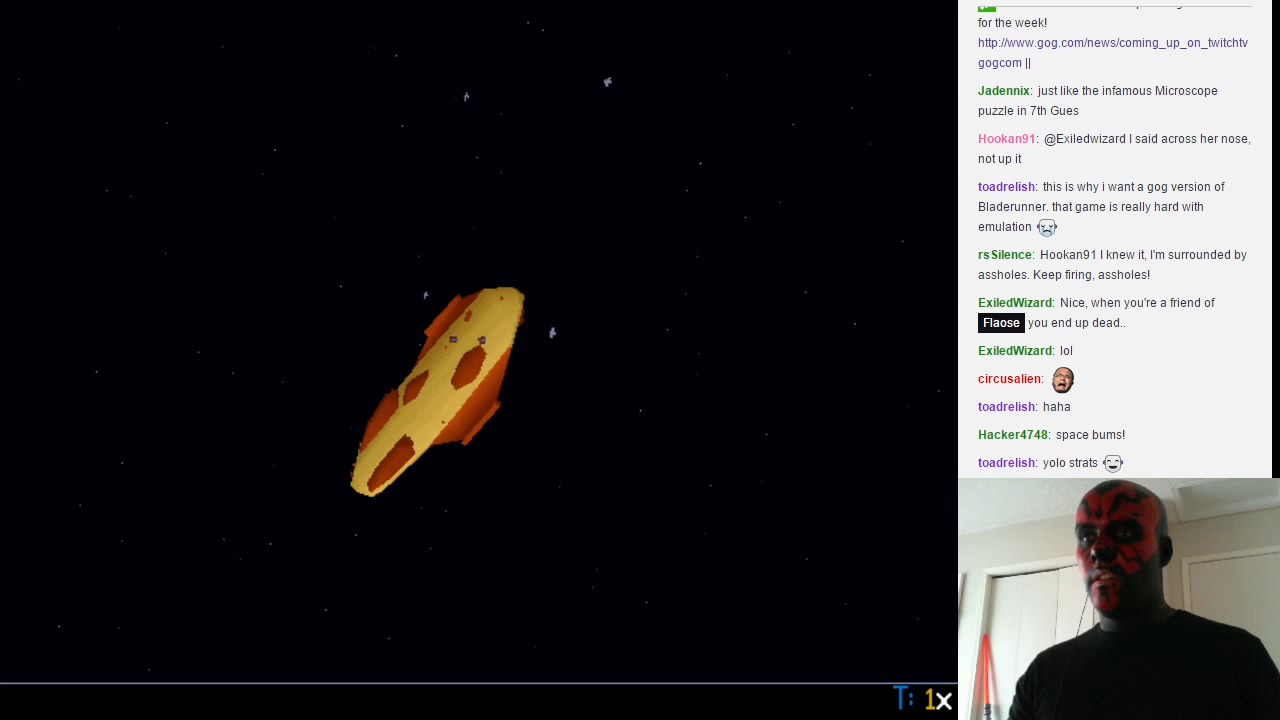 for the week!
http://www.gog.com/news/coming_up_on_twitchtv
gogcom ||
Jadennix: just like the infamous Microscope
puzzle in 7th Gues
Hookan91: @Exiledwizard I said across her nose,
not up it
toadrelish: this is why i want a gog version of
Bladerunner. that game is really hard with
emulation
rsSilence: Hookan91 I knew it, I'm surrounded by
assholes. Keep firing, assholes!
ExiledWizard: Nice, when you're a friend of
Flaose you end up dead..
ExiledWizard: lol
circusalien:
toadrelish: haha
Hacker4748: space bums!
toadrelish: yolo strats
T: 1x